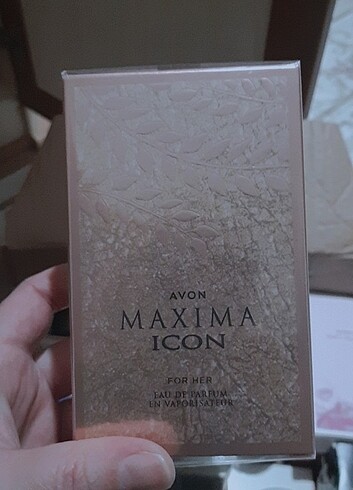 AVON
MAXIMA
ICON
FOR HER
EAU DE PARFUM
EN VAPORISATEUR